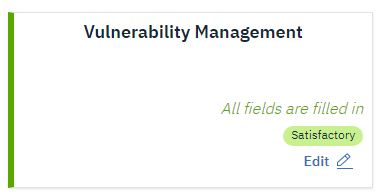 Vulnerability Management
All fields are filled in
Satisfactory
Edit